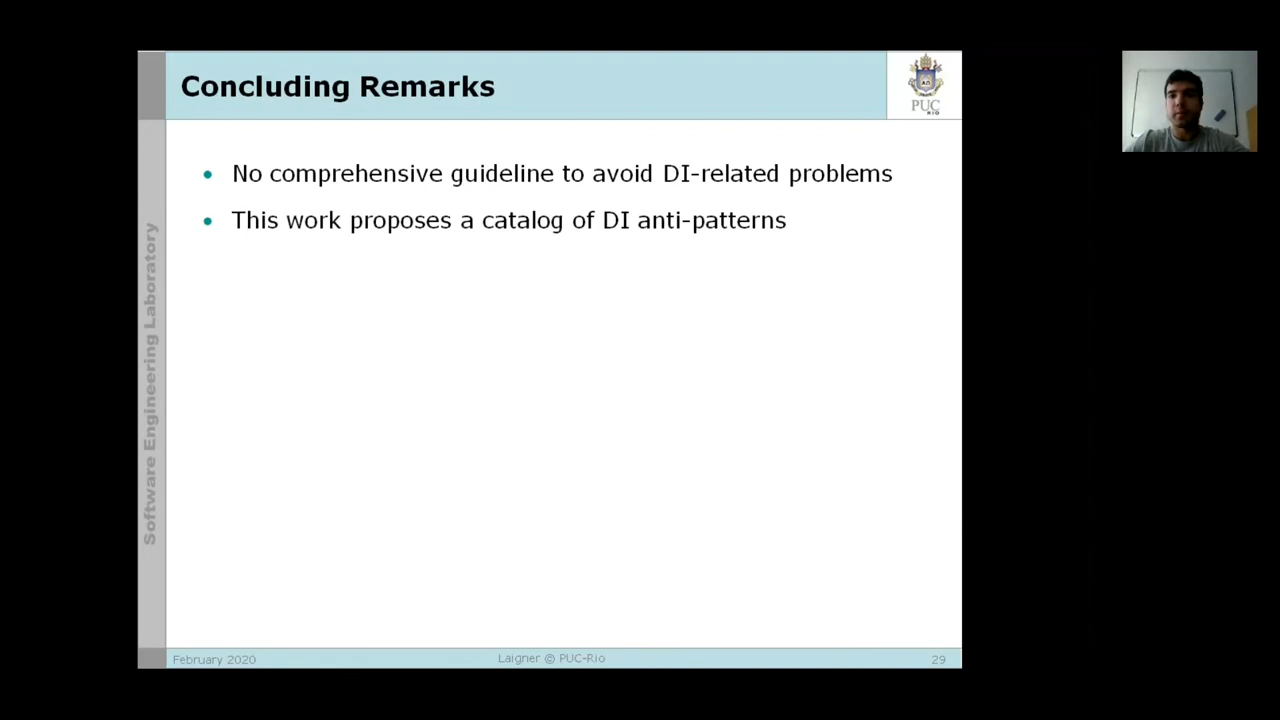 Concluding Remarks
PUC
RIO
• No comprehensive guideline to avoid DI-related problems
• This work proposes a catalog of DI anti-patterns
Software Engineering Laboratory
February 2020
Laigner @ PUC-Rio
29